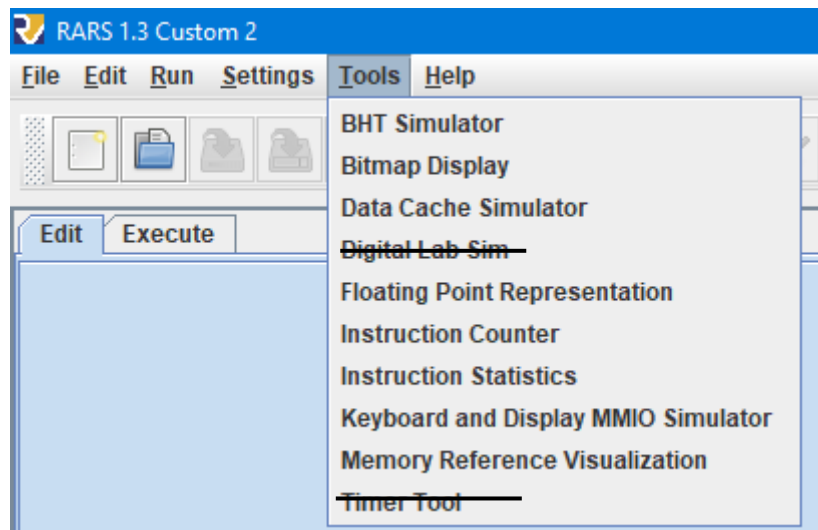 RARS 1.3 Custom 2
File Edit Run Settings Tools Help
BHT Simulator
Bitmap Display
Data Cache Simulator
Edit Execute
Digital Lab Sim
Floating Point Representation
Instruction Counter
Instruction Statistics
Keyboard and Display MMIO Simulator
Memory Reference Visualization
Timer Tool